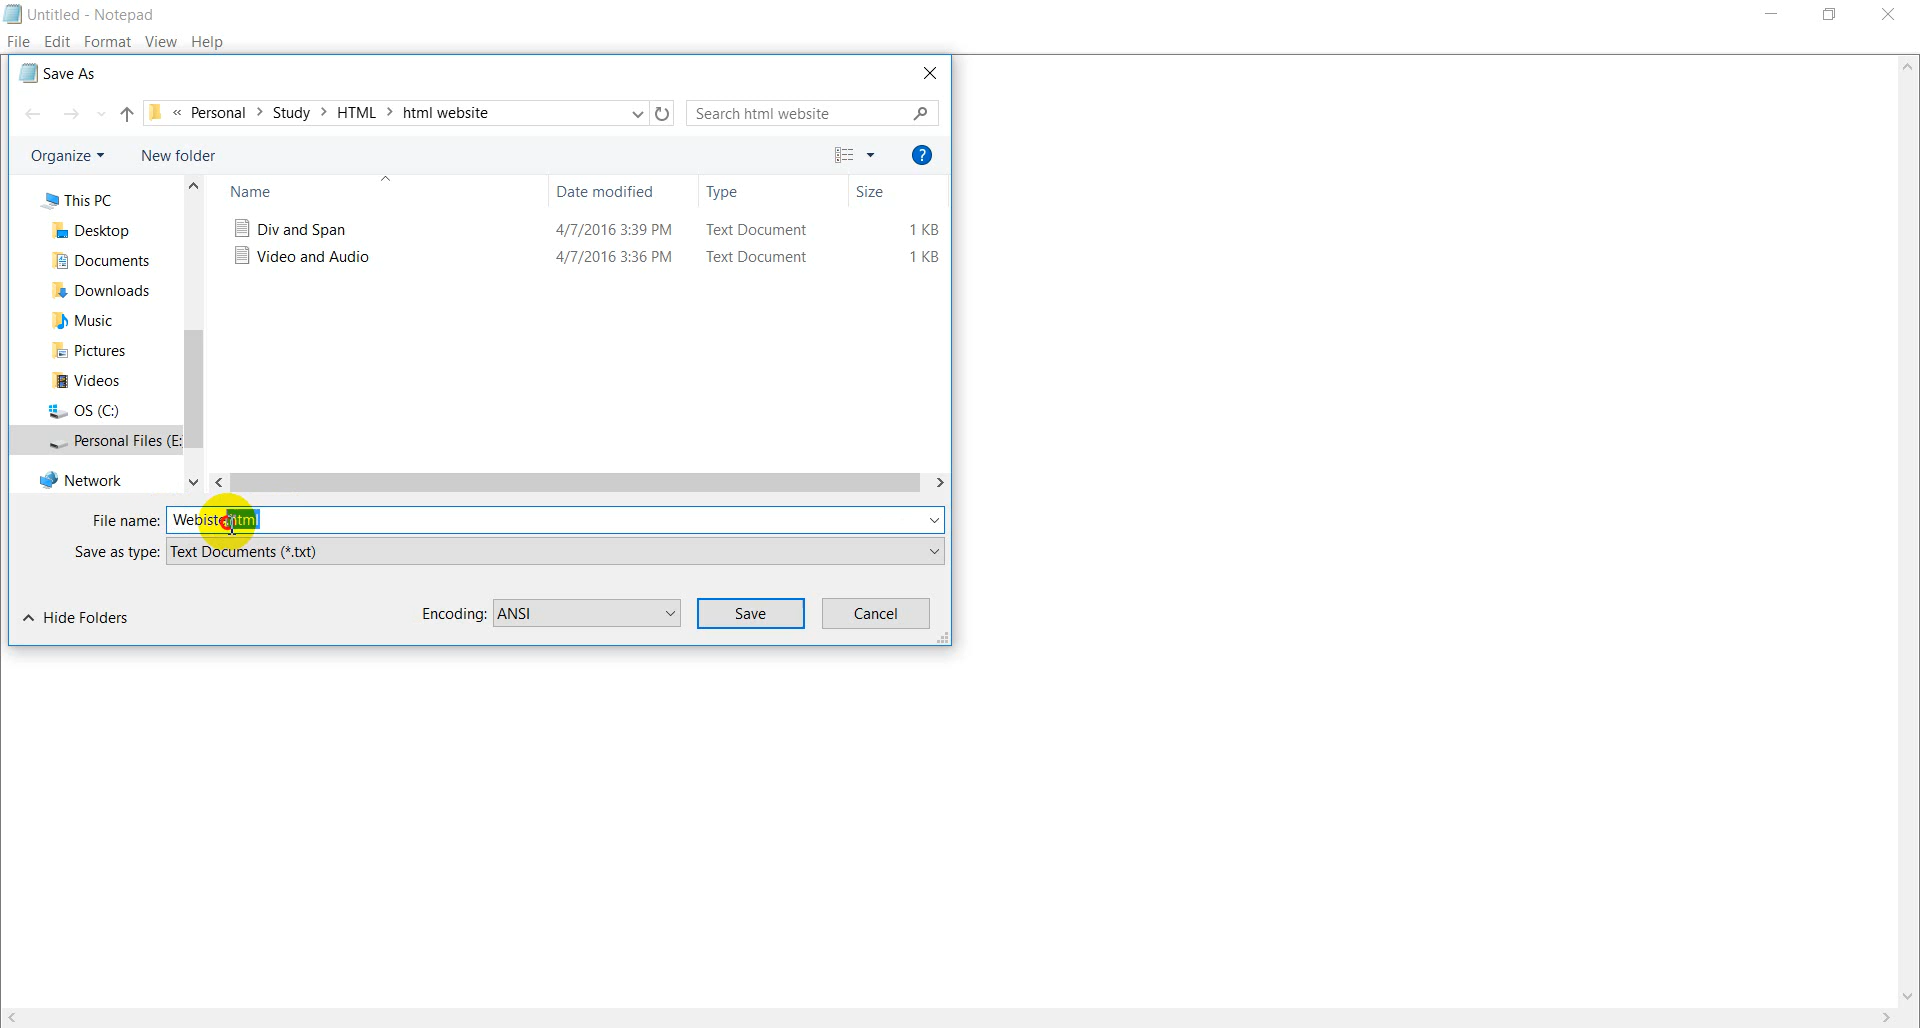 Untitled - Notepad
File Edit Format View Help
Save As
« Personal > Study > HTML > html website
Search html website
Organize New folder
?
Name Date modified Type Size
This PC
Desktop
Documents
Downloads
Music
Pictures
Videos
OS (C:)
Personal Files (E:
Network
Div and Span 4/7/2016 3:39 PM Text Document 1 KB
Video and Audio 4/7/2016 3:36 PM Text Document 1 KB
File name: Webiste.html
Save as type: Text Documents (*.txt)
Hide Folders
Encoding: ANSI
Save
Cancel